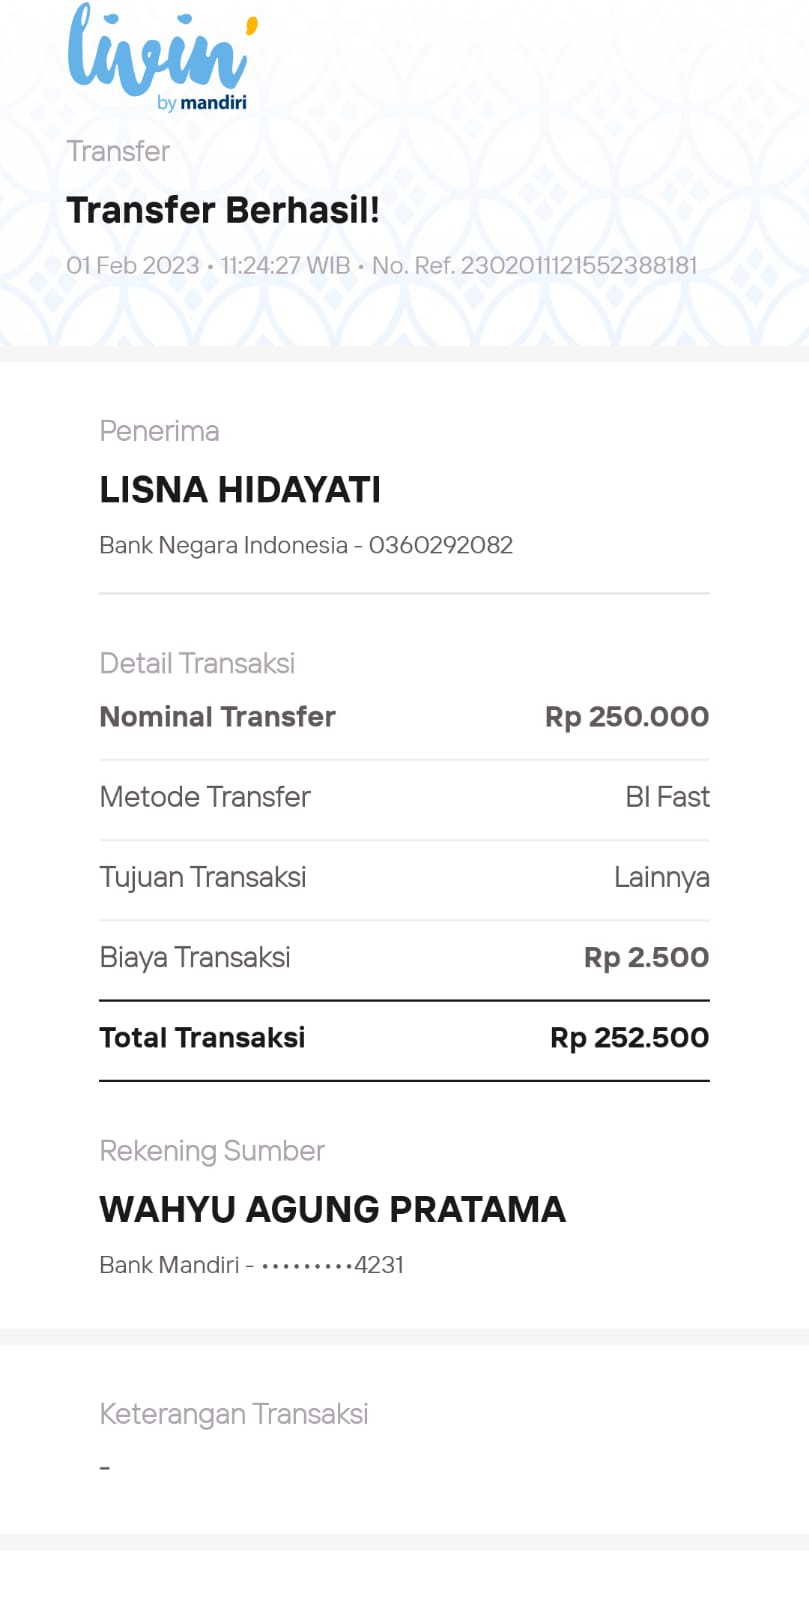 livin'
by mandiri
Transfer
Transfer Berhasil!
01 Feb 2023 • 11:24:27 WIB • No. Ref. 2302011121552388181
Penerima
LISNA HIDAYATI
Bank Negara Indonesia - 0360292082
Detail Transaksi
Nominal Transfer Rp 250.000
Metode Transfer BI Fast
Tujuan Transaksi Lainnya
Biaya Transaksi Rp 2.500
Total Transaksi Rp 252.500
Rekening Sumber
WAHYU AGUNG PRATAMA
Bank Mandiri - •••••••••4231
Keterangan Transaksi
-